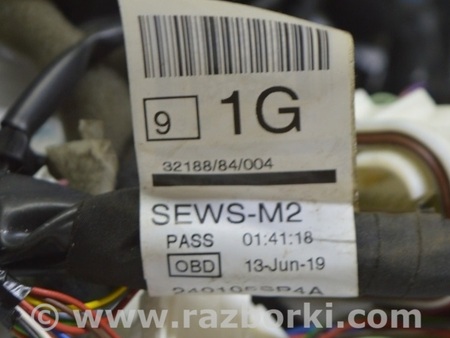 9 1G
32188/84/004
SEWS-M2
PASS 01:41:18
OBD 13-Jun-19
© - www.razborki.com